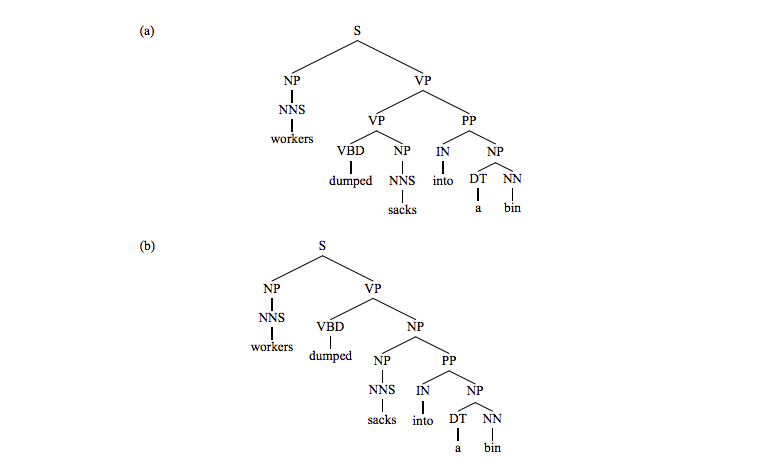 (a) S
NP VP
NNS VP PP
workers VBD NP IN NP
dumped NNS into DT NN
sacks a bin
(b) S
NP VP
NNS VBD NP
workers dumped NP PP
NNS IN NP
sacks into DT NN
a bin